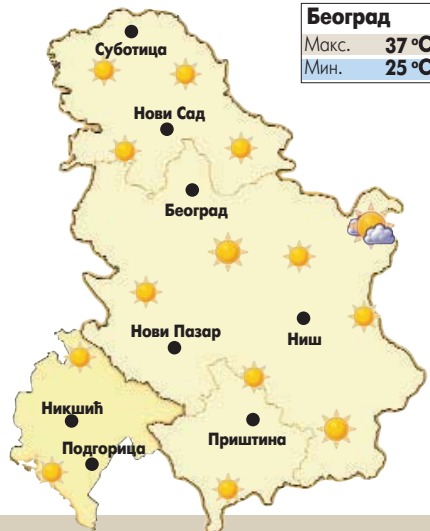 Београд
Макс. 37 °C
Мин. 25 °C
Суботица
Нови Сад
Београд
Нови Пазар
Ниш
Никшић
Приштина
Подгорица